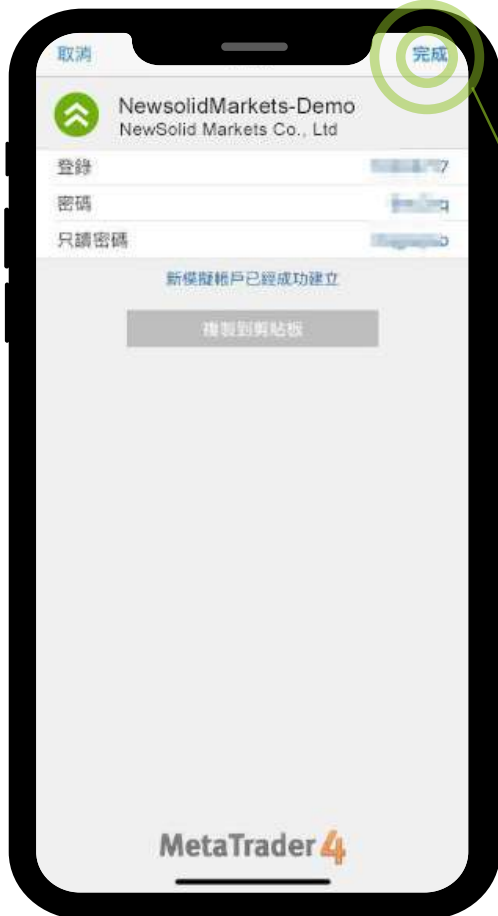 取消
完成
NewsolidMarkets-Demo
NewSolid Markets Co., Ltd
登錄
密碼
只讀密碼
新模擬帳戶已經成功建立
複製到剪貼板
MetaTrader 4